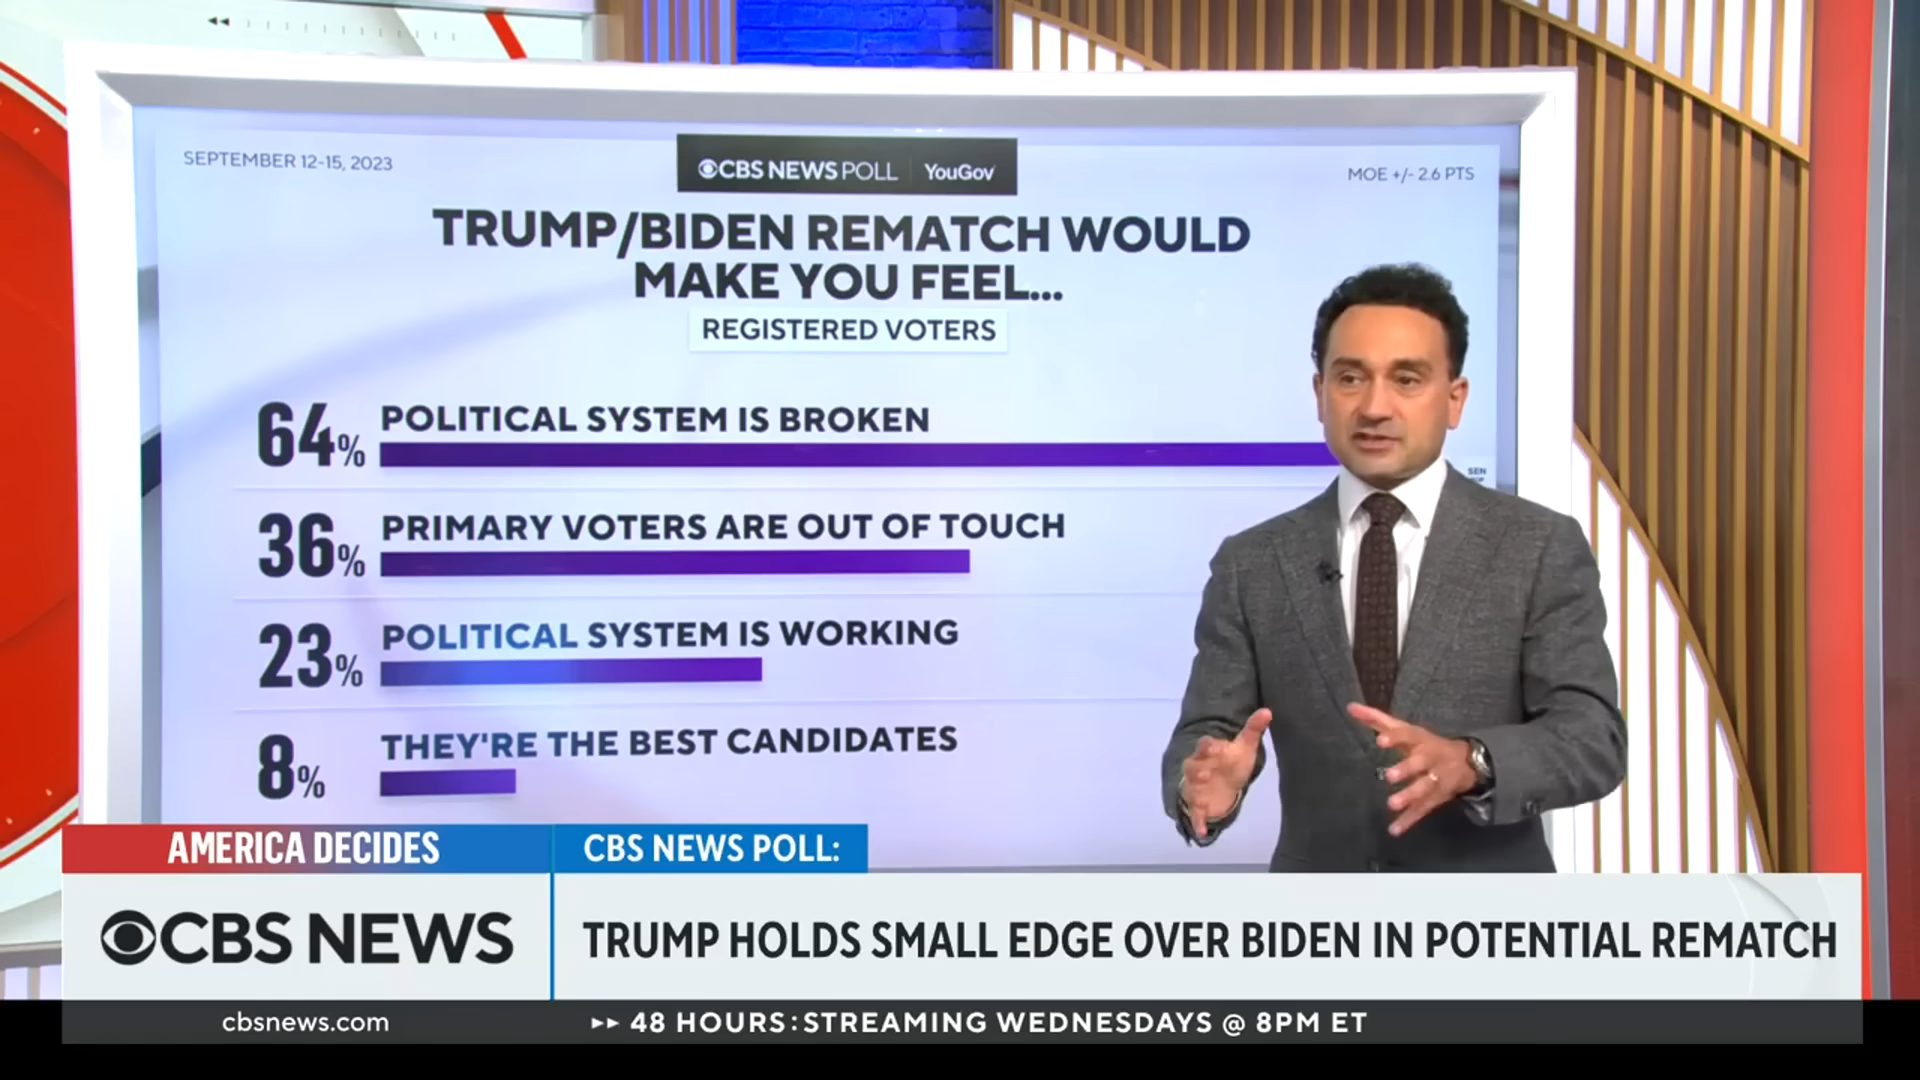 SEPTEMBER 12-15, 2023
CBS NEWS POLL YouGov
MOE +/- 2.6 PTS
TRUMP/BIDEN REMATCH WOULD
MAKE YOU FEEL...
REGISTERED VOTERS
64% POLITICAL SYSTEM IS BROKEN
36% PRIMARY VOTERS ARE OUT OF TOUCH
23% POLITICAL SYSTEM IS WORKING
8% THEY'RE THE BEST CANDIDATES
SEN
AMERICA DECIDES
CBS NEWS POLL:
CBS NEWS
TRUMP HOLDS SMALL EDGE OVER BIDEN IN POTENTIAL REMATCH
cbsnews.com
48 HOURS: STREAMING WEDNESDAYS @ 8PM ET